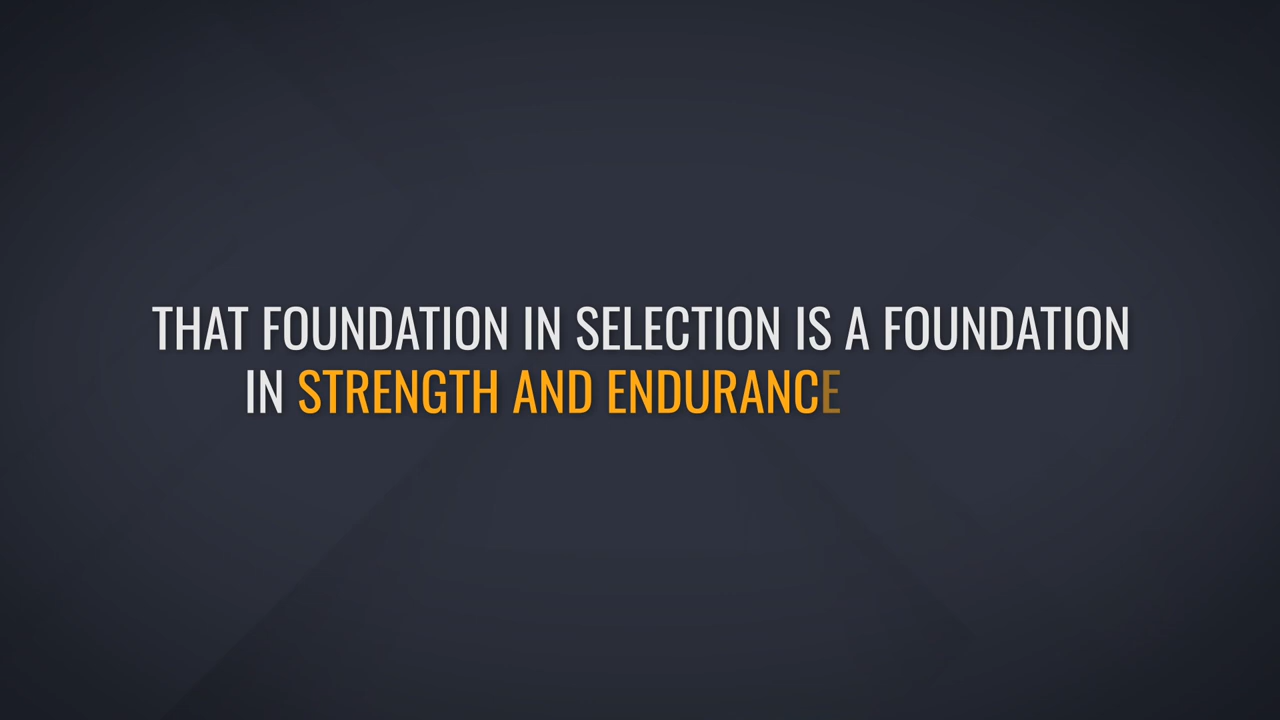 THAT FOUNDATION IN SELECTION IS A FOUNDATION
IN STRENGTH AND ENDURANCE